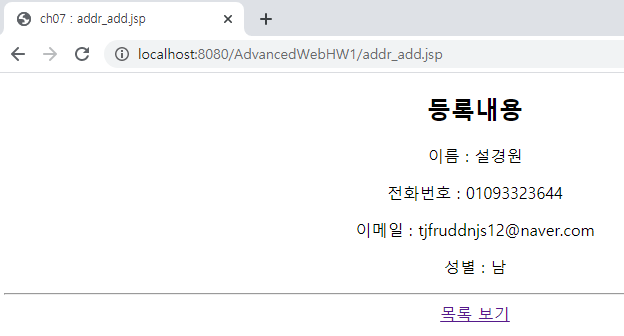 ch07 : addr_add.jsp
localhost:8080/AdvancedWebHW1/addr_add.jsp
등록내용
이름 : 설경원
전화번호 : 01093323644
이메일 : tjfruddnjs12@naver.com
성별 : 남
목록 보기